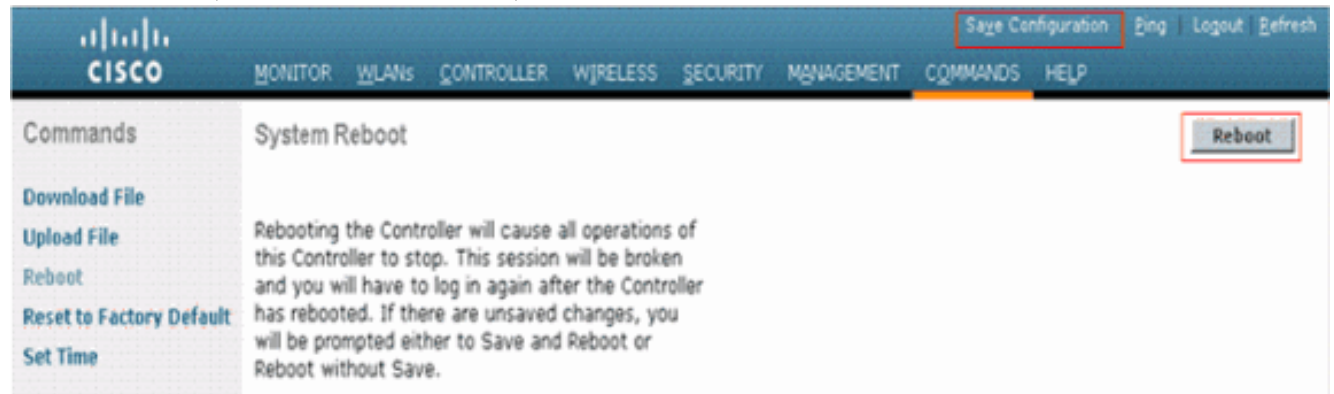 Save Configuration Ping Logout Refresh
CISCO MONITOR WLANs CONTROLLER WIRELESS SECURITY MANAGEMENT COMMANDS HELP
Commands
Download File
Upload File
Reboot
Reset to Factory Default
Set Time
System Reboot
Reboot
Rebooting the Controller will cause all operations of
this Controller to stop. This session will be broken
and you will have to log in again after the Controller
has rebooted. If there are unsaved changes, you
will be prompted either to Save and Reboot or
Reboot without Save.